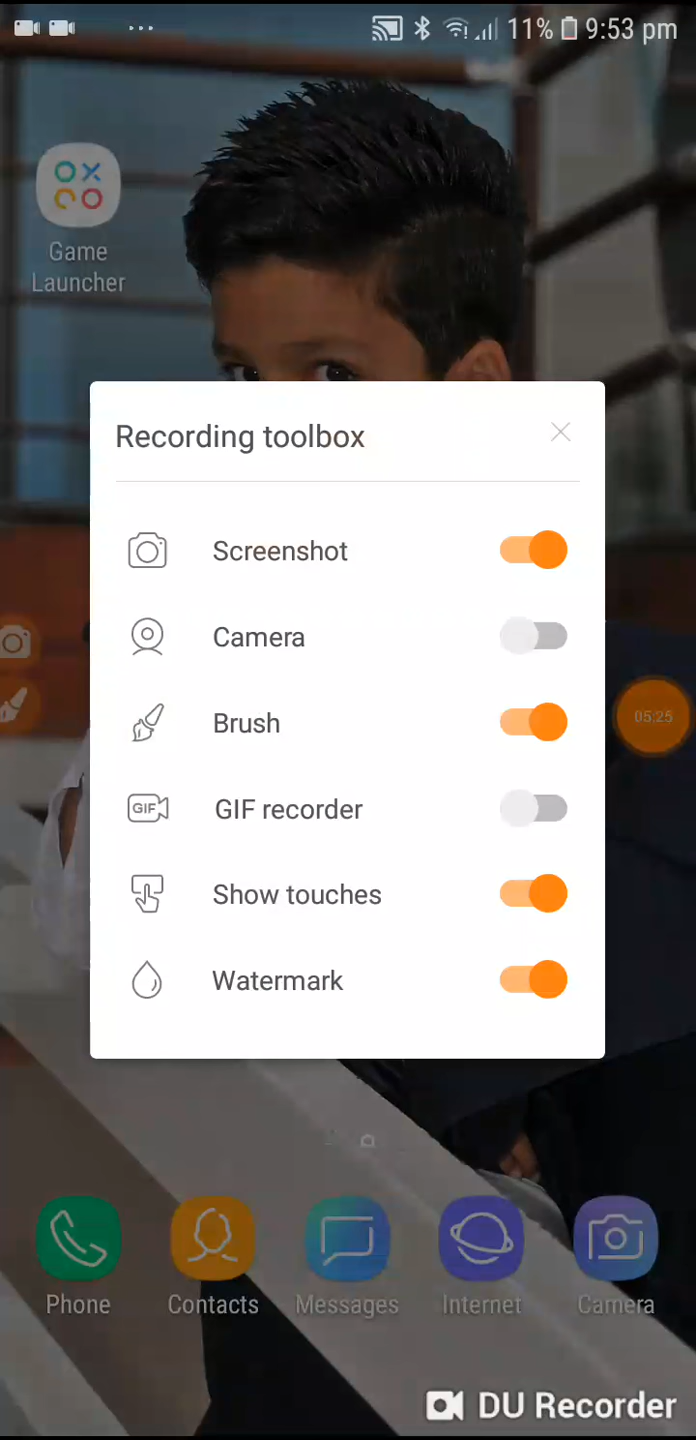 11% 9:53 pm
Game
Launcher
Recording toolbox
Screenshot
Camera
Brush
GIF GIF recorder
Show touches
Watermark
05:25
Phone Contacts Messages Internet Camera
DU Recorder